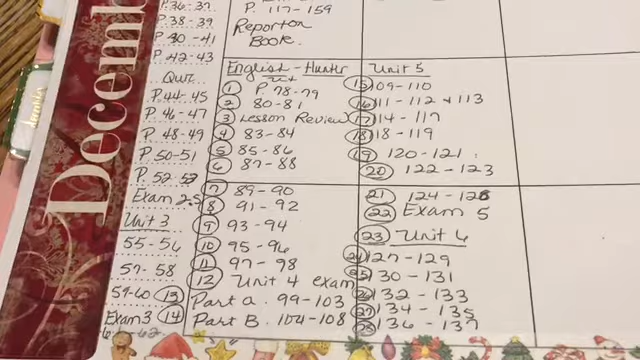 Decem
P. 36-37
P. 38-39
P 40-41
P. 42-43
Quiz
P. 44-45
P. 46-47
P. 48-49
P. 50-51
P. 52-53
Exam 2
Unit 3
55-56
57-58
59-60 (13)
Exam 3 (14)
61-62
P. 117-159
Report on
Book.
English - Hunter
(1) P. 78-79
(2) 80-81
(3) Lesson Review
(4) 83-84
(5) 85-86
(6) 87-88
(7) 89-90
(8) 91-92
(9) 93-94
(10) 95-96
(11) 97-98
(12) Unit 4 exam
Part a. 99-103
Part B. 104-108
Unit 5
(15) 109-110
(16) 111-112 + 113
(17) 114-117
(18) 118-119
(19) 120-121
(20) 122-123
(21) 124-126
(22) Exam 5
(23) Unit 6
(24) 127-129
(25) 130-131
(26) 132-133
(27) 134-135
(28) 136-137